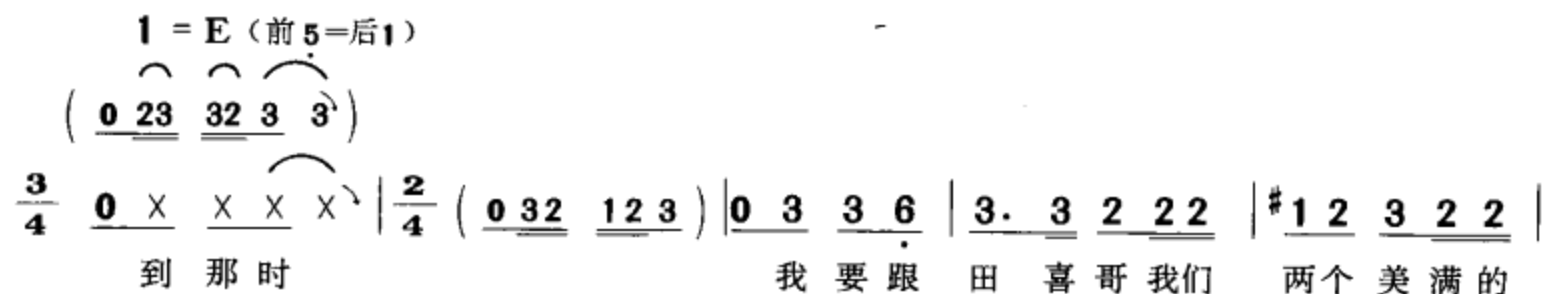 1 = E (前5=后1)
( 0 23 32 3 3 )
3/4 0 X X X X | 2/4 ( 0 32 12 3 ) | 0 3 3 6 | 3. 3 2 22 | #1 2 3 2 2 |
到 那 时 我 要 跟 田 喜 哥 我们 两个 美 满 的